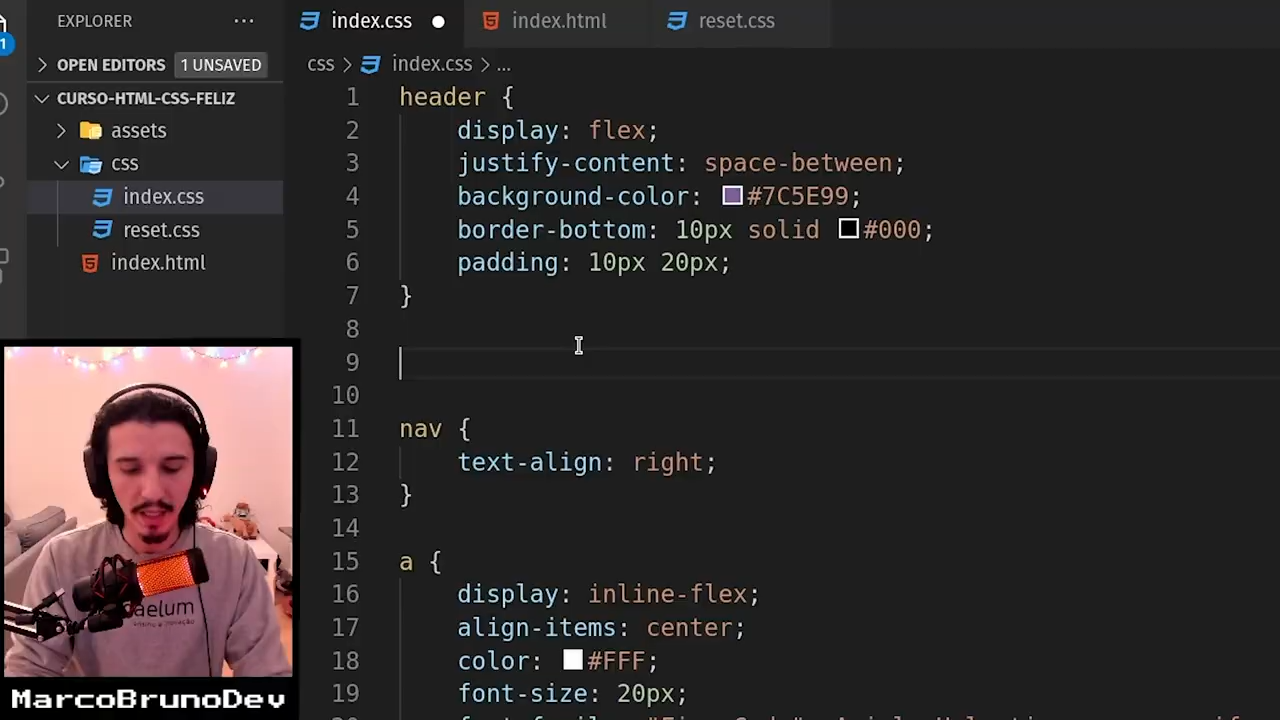 EXPLORER ...
index.css
index.html
reset.css
OPEN EDITORS 1 UNSAVED
css > index.css > ...
CURSO-HTML-CSS-FELIZ
assets
css
index.css
reset.css
index.html
1
1 header {
2 display: flex;
3 justify-content: space-between;
4 background-color: #7C5E99;
5 border-bottom: 10px solid #000;
6 padding: 10px 20px;
7 }
8
9
10
11 nav {
12 text-align: right;
13 }
14
15 a {
16 display: inline-flex;
17 align-items: center;
18 color: #FFF;
19 font-size: 20px;
aelum
MarcoBrunoDev